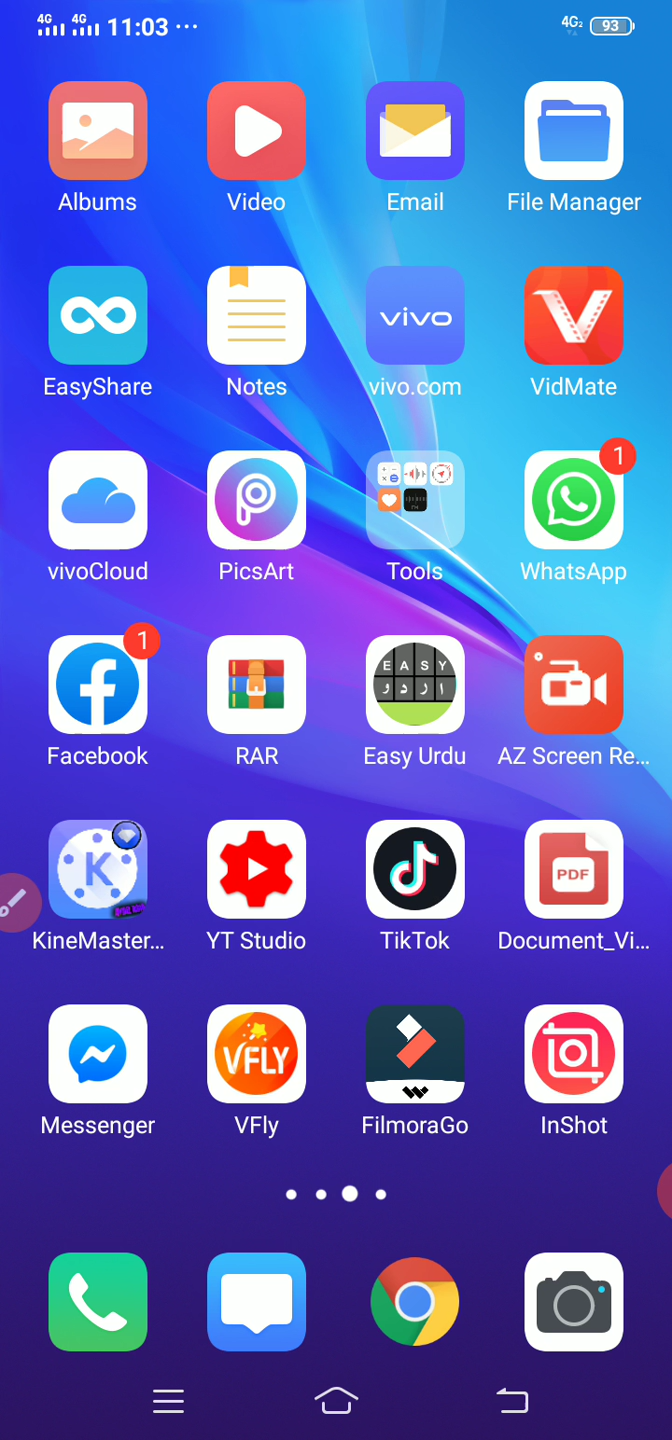 4G 4G 11:03 ... 4G2 93
Albums Video Email File Manager
vivo
EasyShare Notes vivo.com VidMate
1
vivoCloud PicsArt Tools WhatsApp
1
E A S Y
ا ر د و
Facebook RAR Easy Urdu AZ Screen Re...
K PDF
KineMaster... YT Studio TikTok Document_Vi...
VFLY
Messenger VFly FilmoraGo InShot